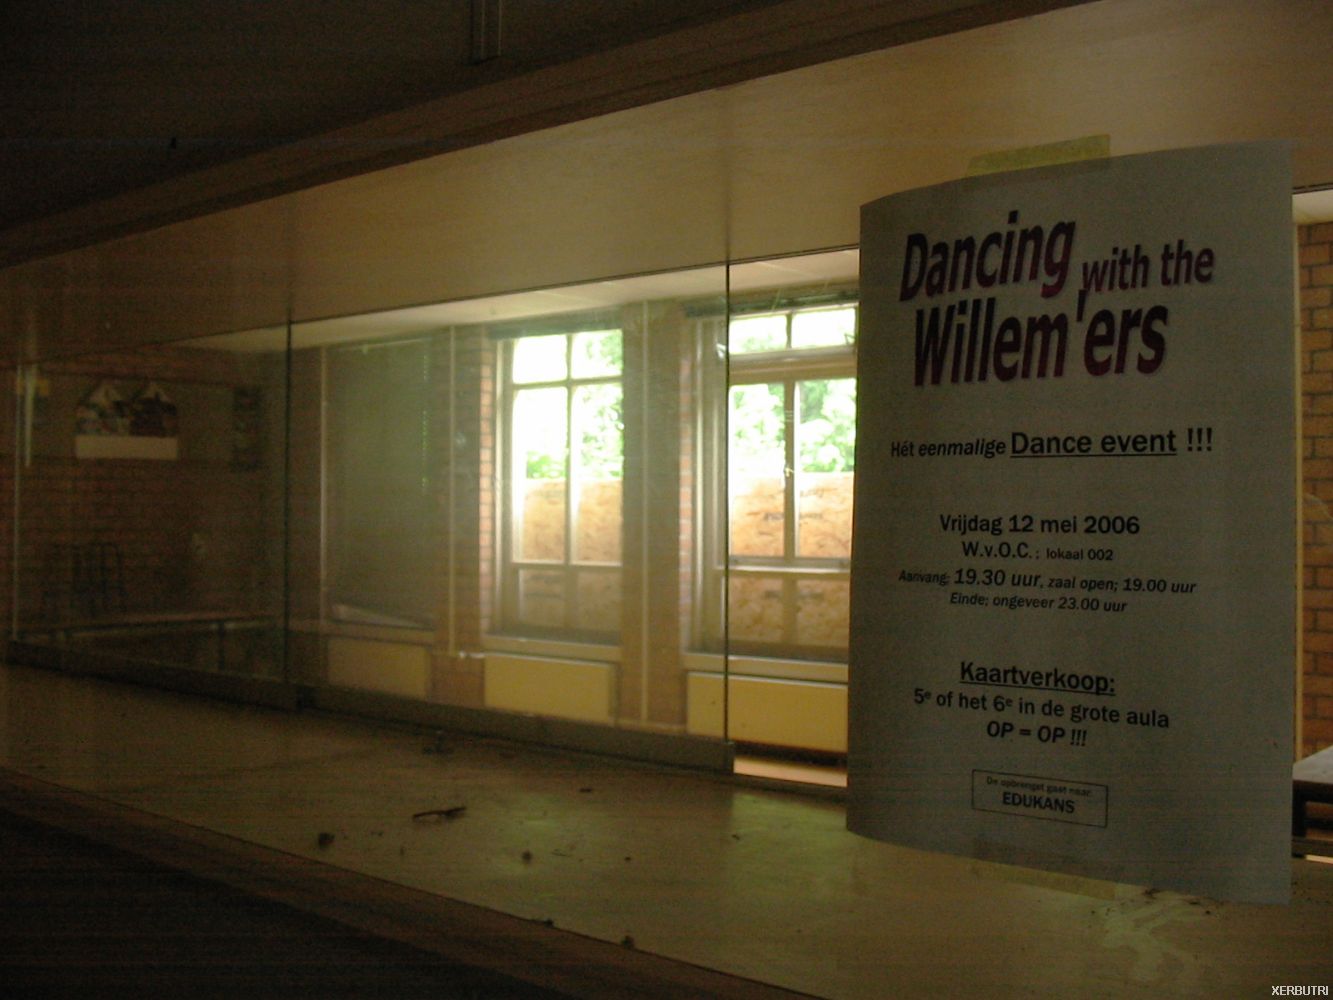 Dancing with the
Willem'ers
Hét eenmalige Dance event !!!
Vrijdag 12 mei 2006
W.v.O.C.; lokaal 002
Aanvang; 19.30 uur, zaal open; 19.00 uur
Einde; ongeveer 23.00 uur
Kaartverkoop:
5e of het 6e in de grote aula
OP = OP !!!
De opbrengst gaat naar:
EDUKANS
XERBUTRI